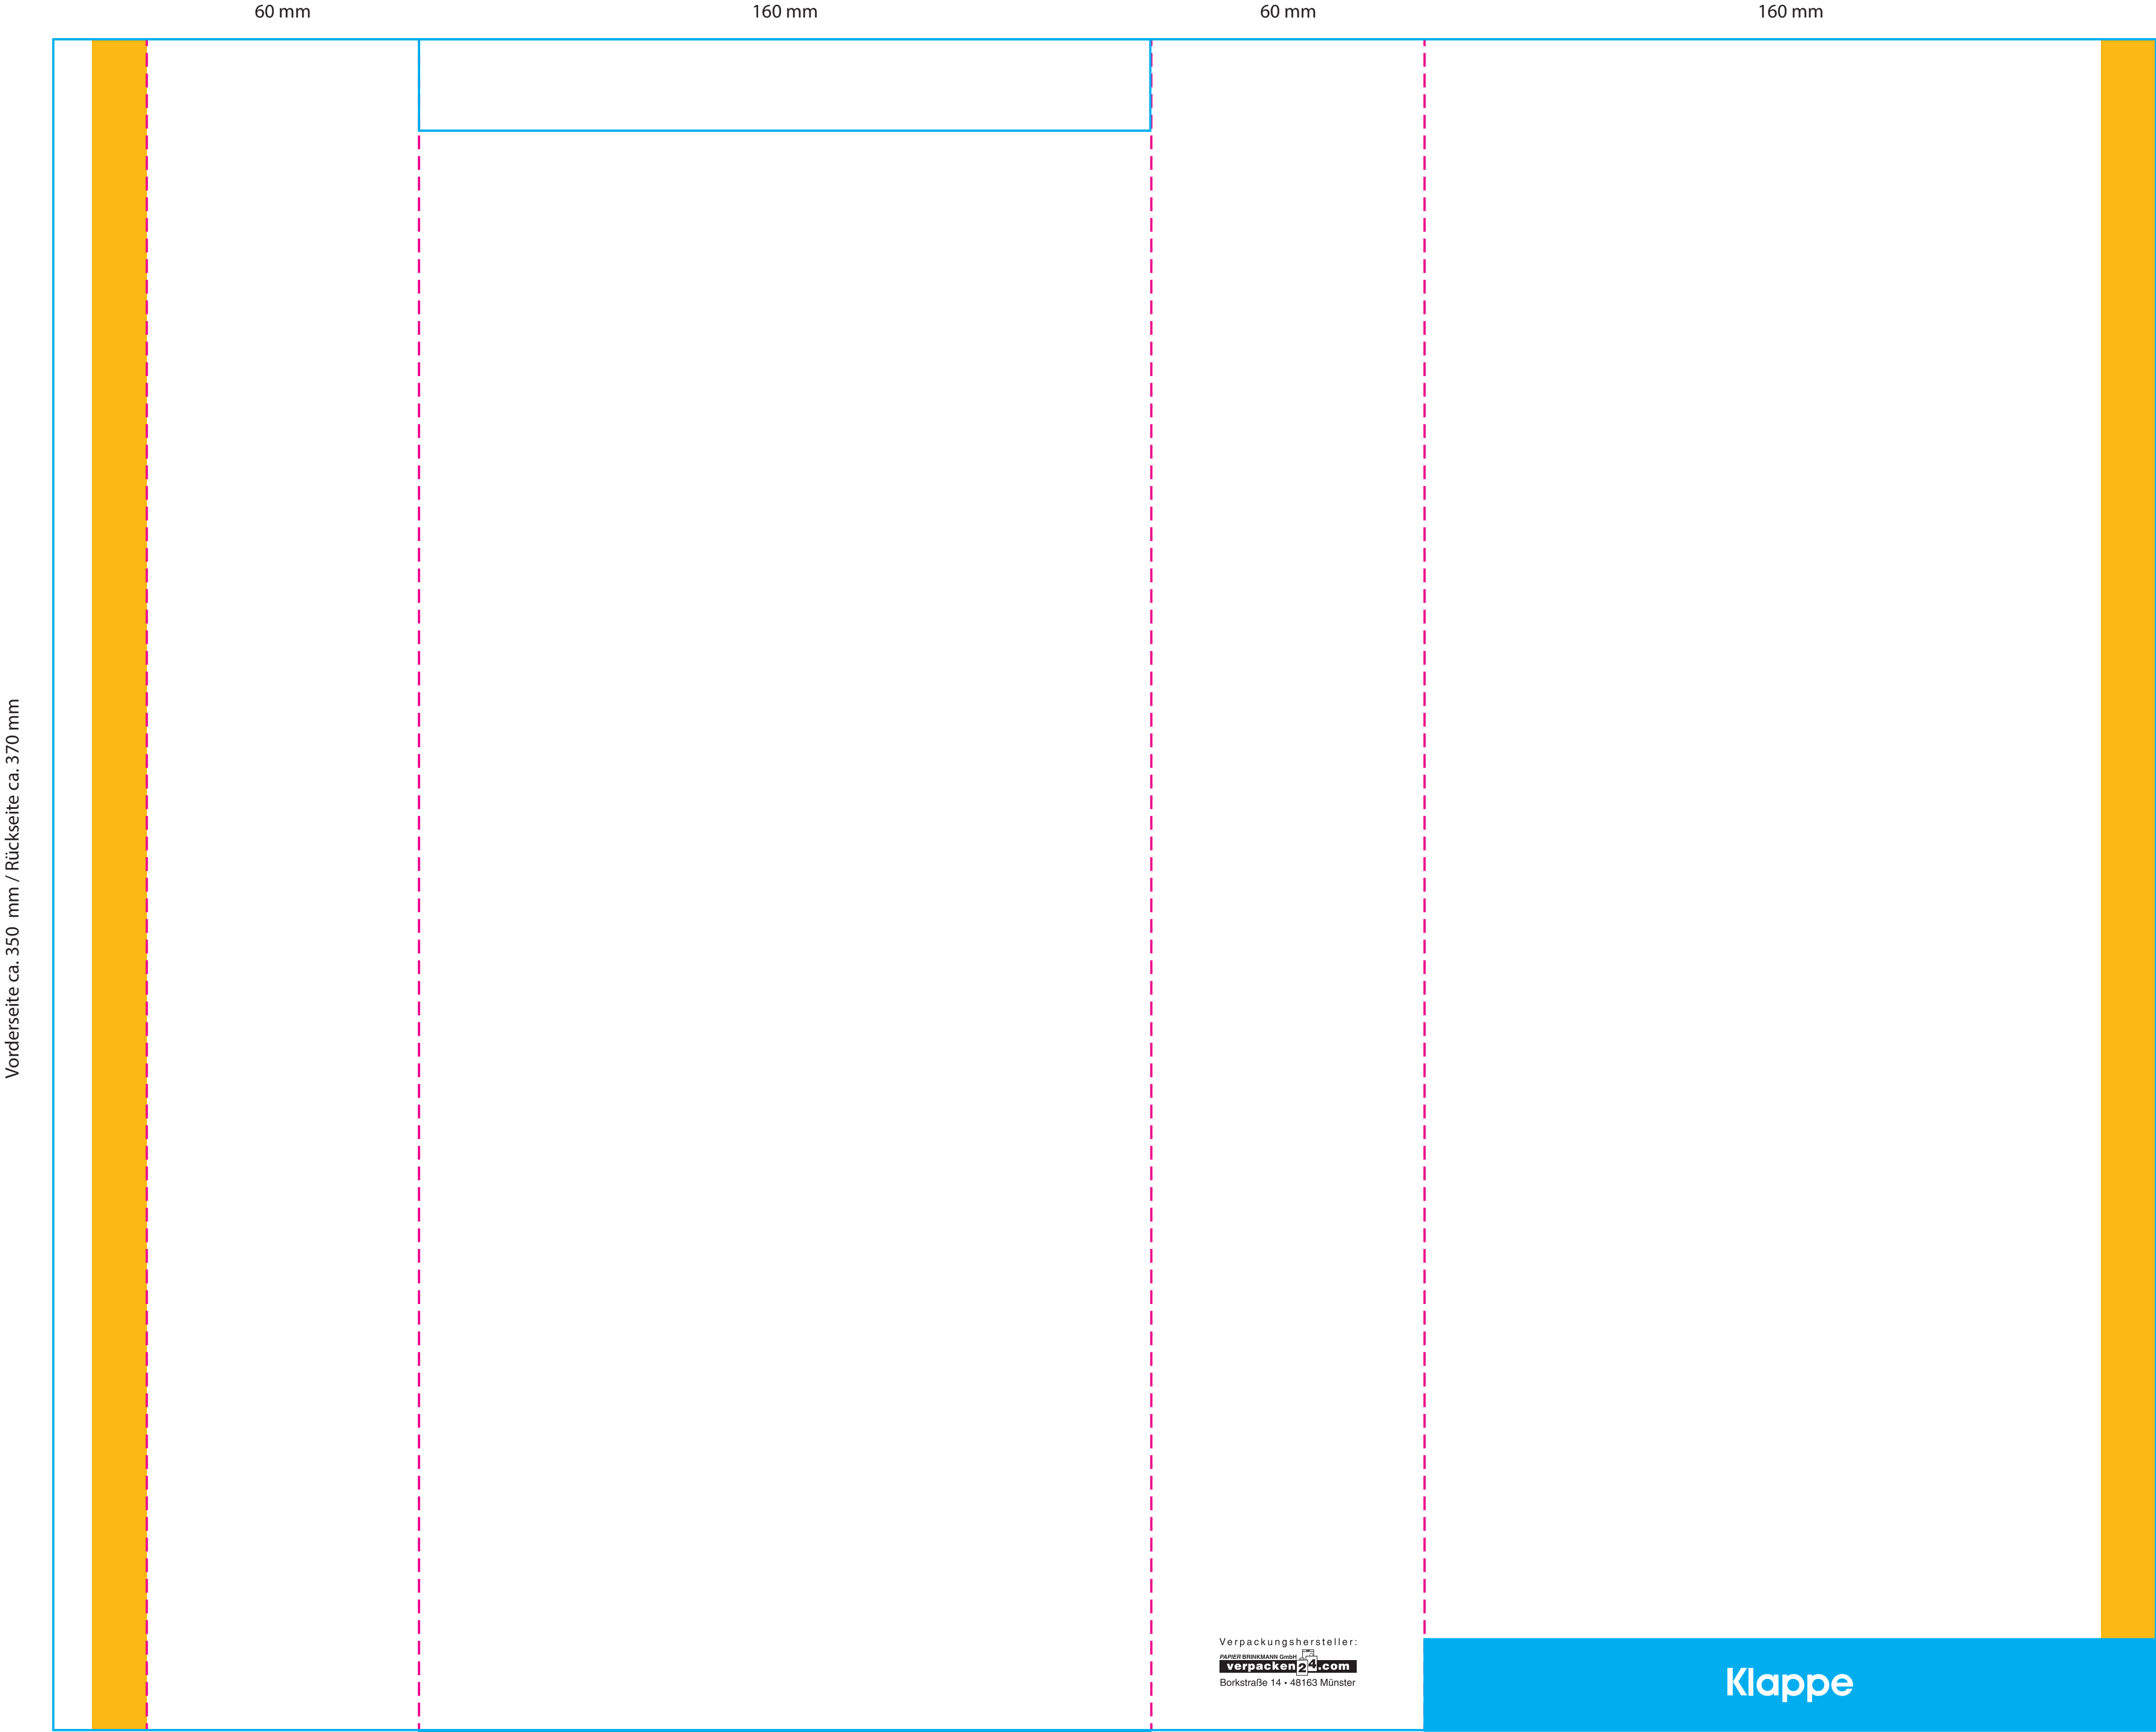 60 mm
160 mm
60 mm
160 mm
Vorderseite ca. 350 mm / Rückseite ca. 370 mm
Verpackungshersteller:
PAPIER BRINKMANN GmbH
verpacken24.com
Borkstraße 14 • 48163 Münster
Klappe